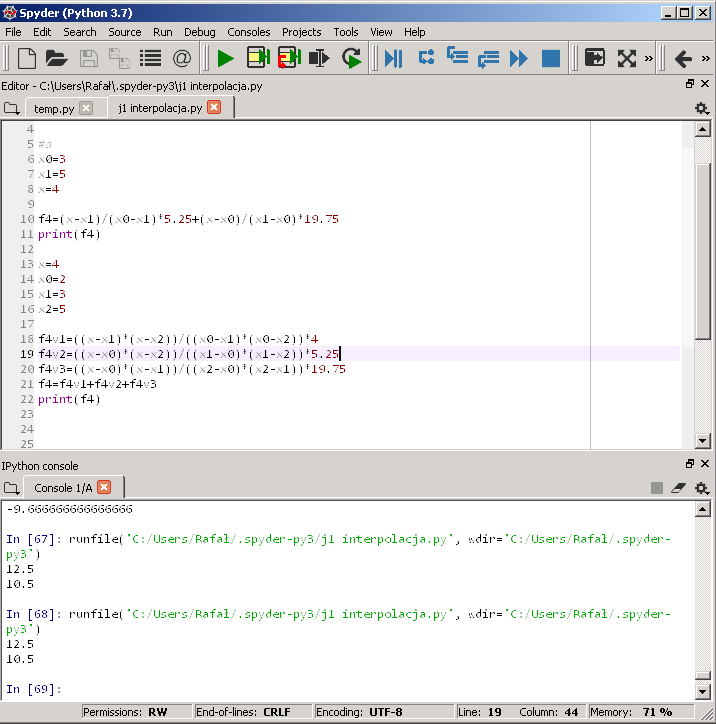 Spyder (Python 3.7)
File Edit Search Source Run Debug Consoles Projects Tools View Help
Editor - C:\Users\Rafał\.spyder-py3\j1 interpolacja.py
temp.py j1 interpolacja.py
4
5 #a
6 x0=3
7 x1=5
8 x=4
9
10 f4=(x-x1)/(x0-x1)*5.25+(x-x0)/(x1-x0)*19.75
11 print(f4)
12
13 x=4
14 x0=2
15 x1=3
16 x2=5
17
18 f4v1=((x-x1)*(x-x2))/((x0-x1)*(x0-x2))*4
19 f4v2=((x-x0)*(x-x2))/((x1-x0)*(x1-x2))*5.25
20 f4v3=((x-x0)*(x-x1))/((x2-x0)*(x2-x1))*19.75
21 f4=f4v1+f4v2+f4v3
22 print(f4)
23
24
25
IPython console
Console 1/A
-9.666666666666666
In [67]: runfile('C:/Users/Rafał/.spyder-py3/j1 interpolacja.py', wdir='C:/Users/Rafał/.spyder-
py3')
12.5
10.5
In [68]: runfile('C:/Users/Rafał/.spyder-py3/j1 interpolacja.py', wdir='C:/Users/Rafał/.spyder-
py3')
12.5
10.5
In [69]:
Permissions: RW End-of-lines: CRLF Encoding: UTF-8 Line: 19 Column: 44 Memory: 71 %